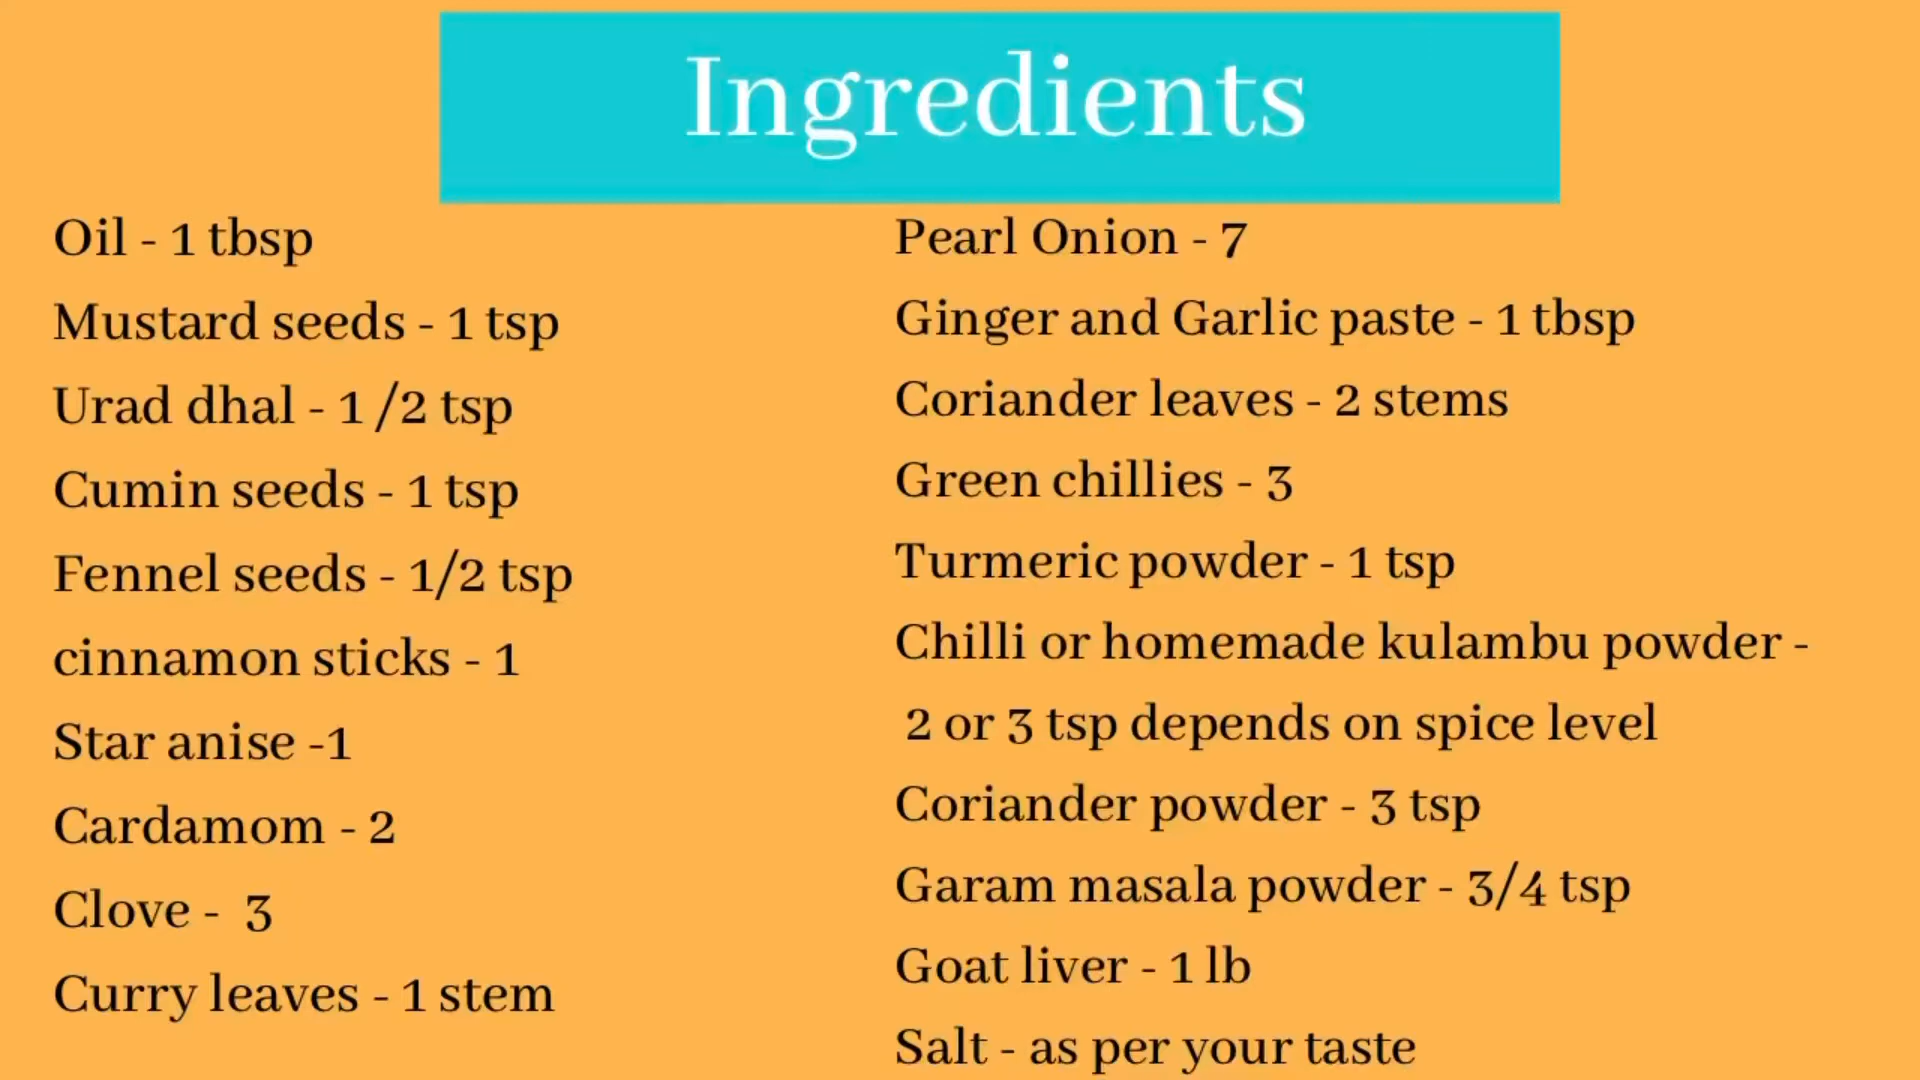 Ingredients
Oil - 1 tbsp
Mustard seeds - 1 tsp
Urad dhal - 1 /2 tsp
Cumin seeds - 1 tsp
Fennel seeds - 1/2 tsp
cinnamon sticks - 1
Star anise -1
Cardamom - 2
Clove -  3
Curry leaves - 1 stem
Pearl Onion - 7
Ginger and Garlic paste - 1 tbsp
Coriander leaves - 2 stems
Green chillies - 3
Turmeric powder - 1 tsp
Chilli or homemade kulambu powder -
2 or 3 tsp depends on spice level
Coriander powder - 3 tsp
Garam masala powder - 3/4 tsp
Goat liver - 1 lb
Salt - as per your taste